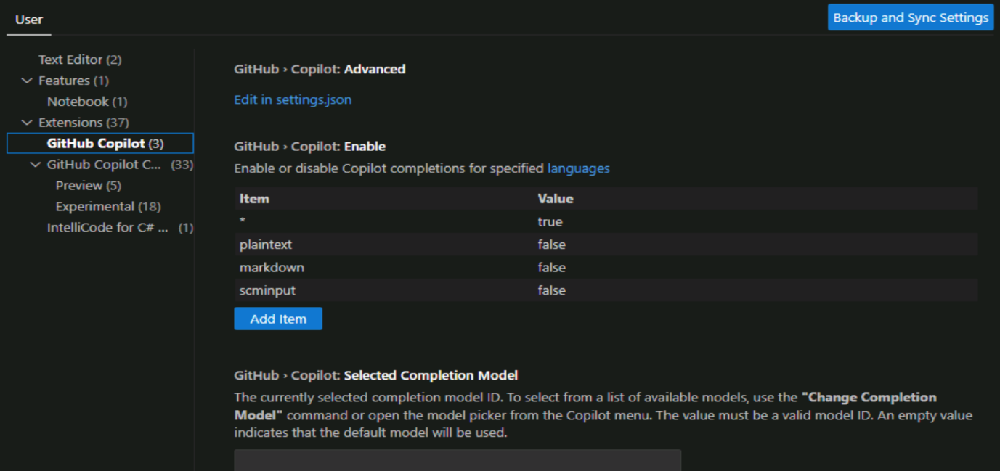 User
Backup and Sync Settings
Text Editor (2)
Features (1)
Notebook (1)
Extensions (37)
GitHub Copilot (3)
GitHub Copilot C... (33)
Preview (5)
Experimental (18)
IntelliCode for C# ... (1)
GitHub › Copilot: Advanced
Edit in settings.json
GitHub › Copilot: Enable
Enable or disable Copilot completions for specified languages
Item Value
* true
plaintext false
markdown false
scminput false
Add Item
GitHub › Copilot: Selected Completion Model
The currently selected completion model ID. To select from a list of available models, use the "Change Completion
Model" command or open the model picker from the Copilot menu. The value must be a valid model ID. An empty value
indicates that the default model will be used.